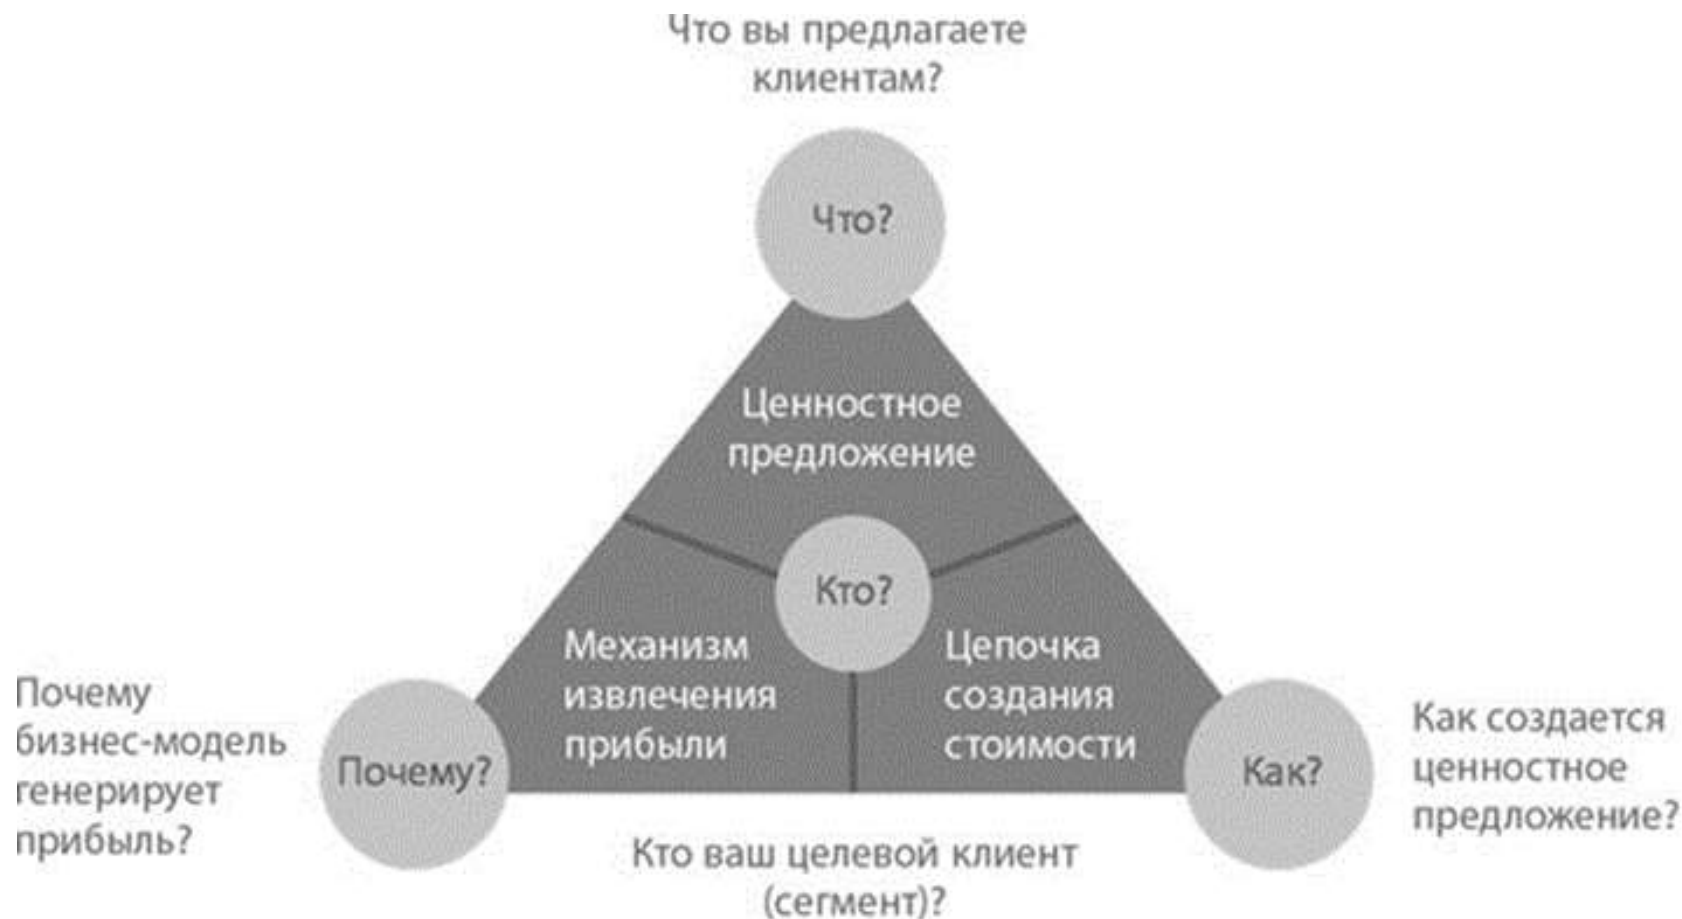 Что вы предлагаете
клиентам?
Что?
Ценностное
предложение
Кто?
Механизм
извлечения
прибыли
Цепочка
создания
стоимости
Почему
бизнес-модель
генерирует
прибыль?
Почему?
Как?
Как создается
ценностное
предложение?
Кто ваш целевой клиент
(сегмент)?